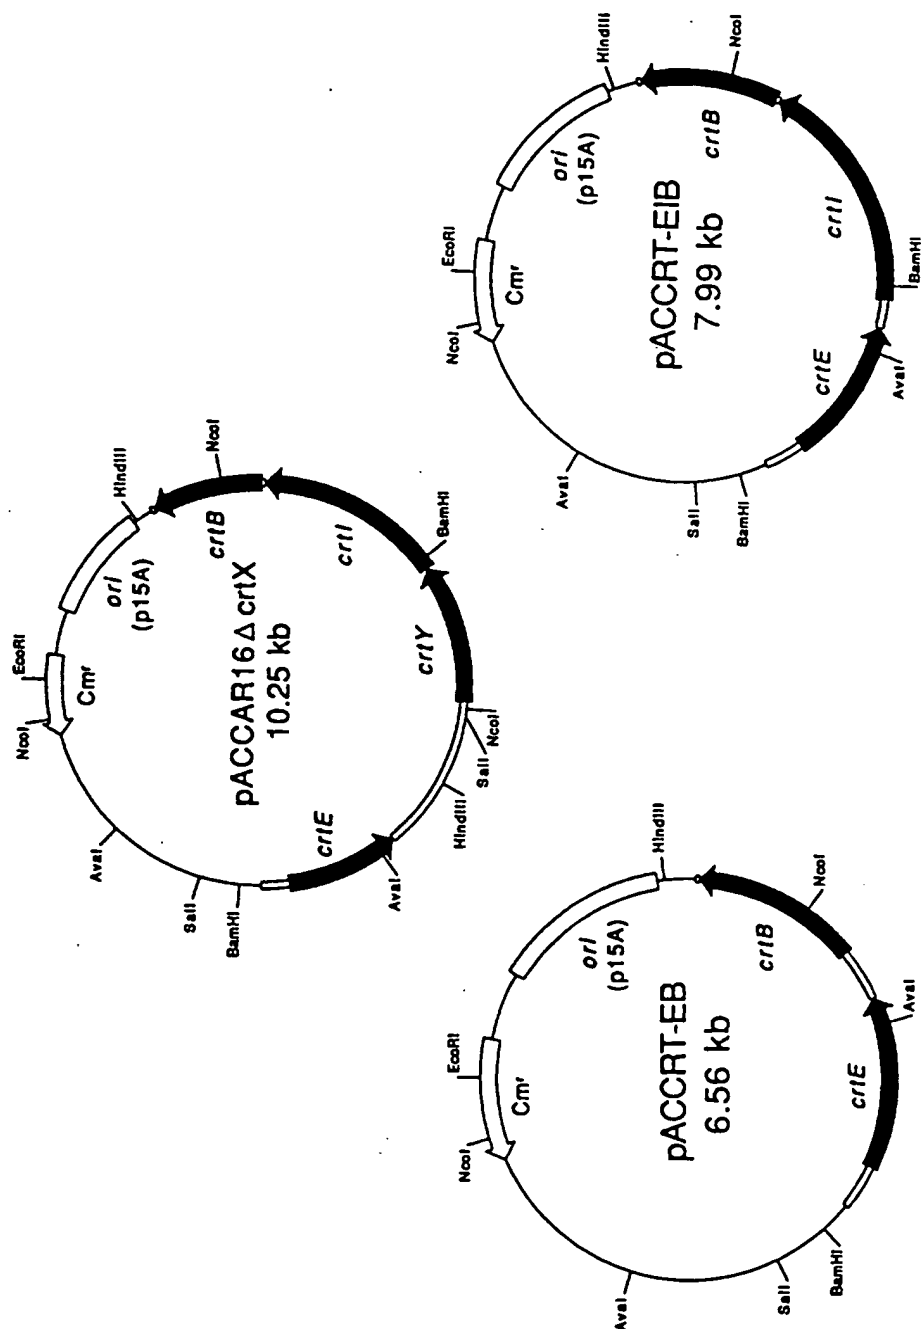 pACCAR16ΔcrtX
10.25 kb
EcoRI
Cmʳ
NcoI
ori
(p15A)
HindIII
crtB
NcoI
crtI
BamHI
crtY
NcoI
SalI
HindIII
AvaI
crtE
BamHI
SalI
AvaI
pACCRT-EIB
7.99 kb
EcoRI
Cmʳ
NcoI
ori
(p15A)
HindIII
crtB
NcoI
crtI
BamHI
crtE
AvaI
BamHI
SalI
AvaI
pACCRT-EB
6.56 kb
EcoRI
Cmʳ
NcoI
ori
(p15A)
HindIII
crtB
NcoI
AvaI
crtE
BamHI
SalI
AvaI